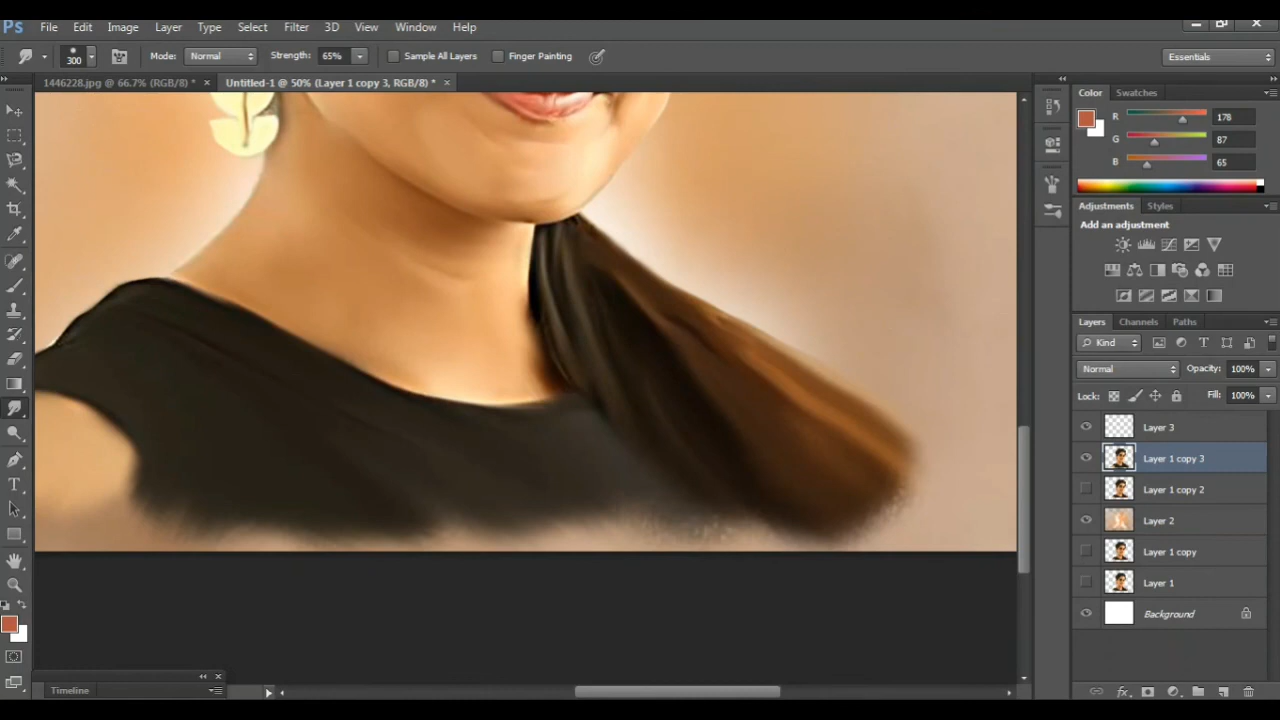 Ps File Edit Image Layer Type Select Filter 3D View Window Help
300 Mode: Normal Strength: 65% Sample All Layers Finger Painting Essentials
1446228.jpg @ 66.7% (RGB/8) * × Untitled-1 @ 50% (Layer 1 copy 3, RGB/8) * ×
Color Swatches
R 178
G 87
B 65
Adjustments Styles
Add an adjustment
Layers Channels Paths
Kind
Normal Opacity: 100%
Lock: Fill: 100%
Layer 3
Layer 1 copy 3
Layer 1 copy 2
Layer 2
Layer 1 copy
Layer 1
Background
Timeline